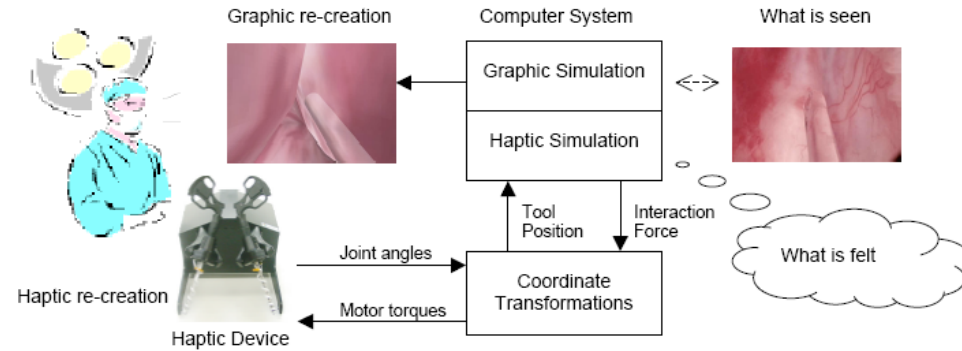 Graphic re-creation
Computer System
What is seen
Graphic Simulation
Haptic Simulation
Tool
Position
Interaction
Force
What is felt
Joint angles
Coordinate
Transformations
Haptic re-creation
Motor torques
Haptic Device